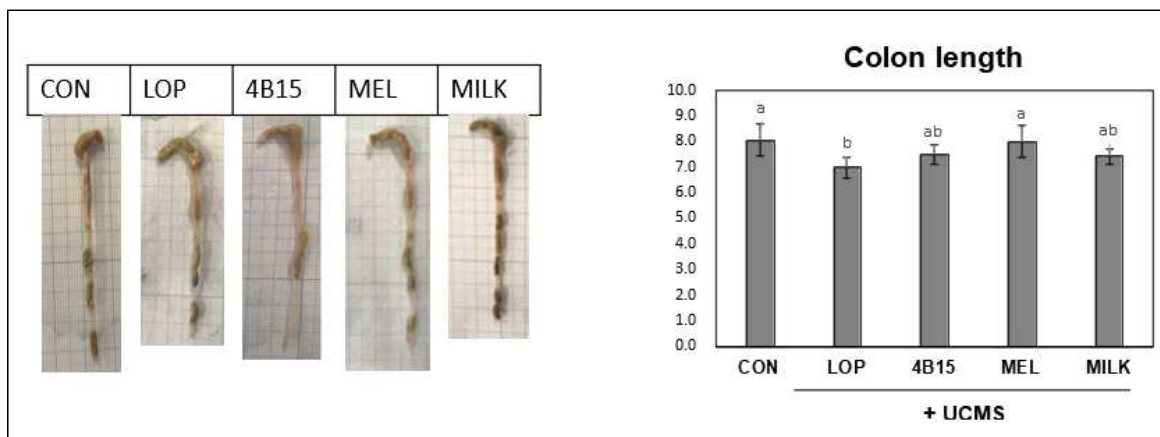 CON LOP 4B15 MEL MILK
Colon length
10.0
9.0
8.0
7.0
6.0
5.0
4.0
3.0
2.0
1.0
0.0
a b ab a ab
CON LOP 4B15 MEL MILK
+ UCMS